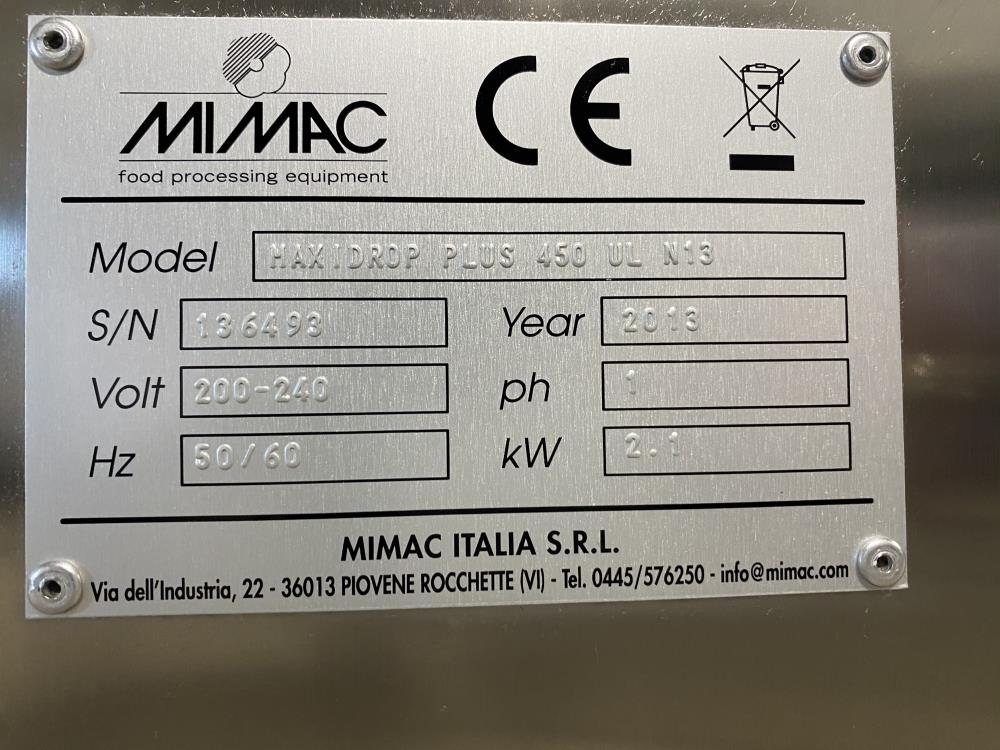 MIMAC
food processing equipment
CE
Model MAXIDROP PLUS 450 UL N13
S/N 136493 Year 2013
Volt 200-240 ph 1
Hz 50/60 kW 2.1
MIMAC ITALIA S.R.L.
Via dell'Industria, 22 - 36013 PIOVENE ROCCHETTE (VI) - Tel. 0445/576250 - info@mimac.com